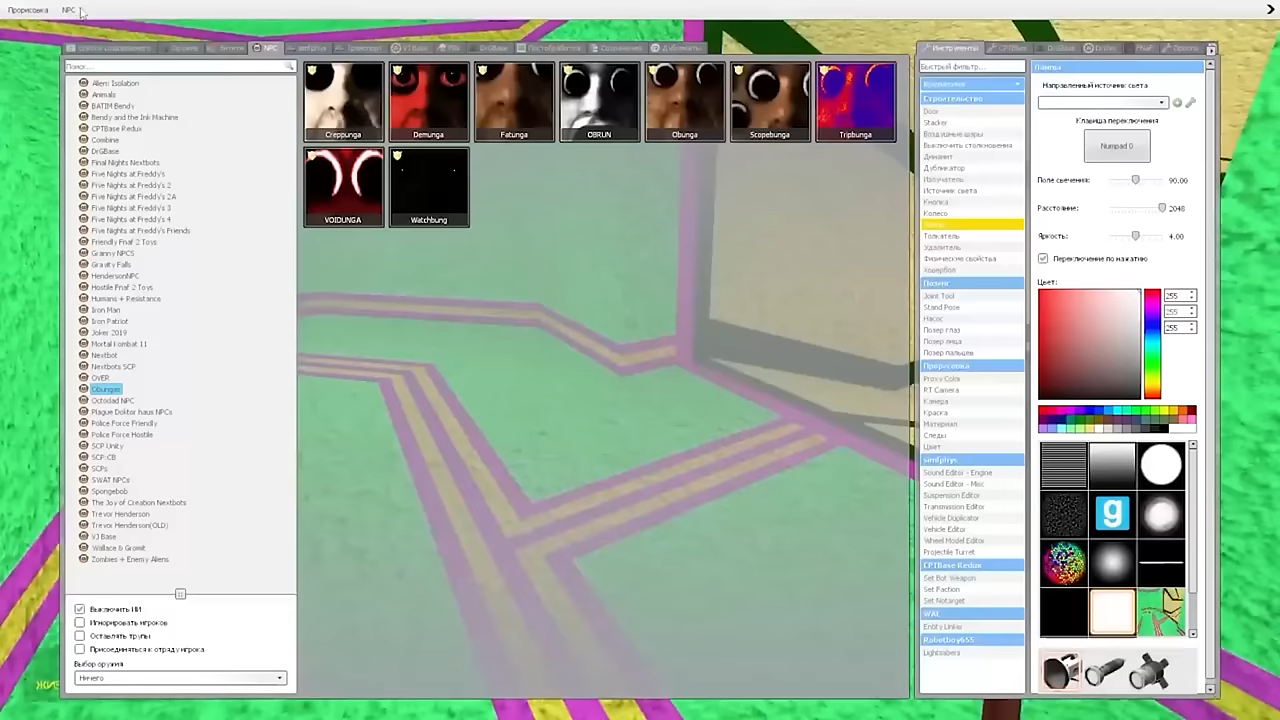 Прорисовка NPC
NPC
Поиск...
Alien: Isolation
Animals
BATIM Bendy
Bendy and the Ink Machine
CPTBase Redux
Combine
DrGBase
Final Nights Nextbots
Five Nights at Freddy's
Five Nights at Freddy's 2
Five Nights at Freddy's 2A
Five Nights at Freddy's 3
Five Nights at Freddy's 4
Five Nights at Freddys Friends
Friendly Fnaf 2 Toys
Granny NPCS
Gravity Falls
HendersonNPC
Hostile Fnaf 2 Toys
Humans + Resistance
Iron Man
Iron Patriot
Joker 2019
Mortal Kombat 11
Nextbot
Nextbots SCP
OVER
Obungas
Octodad NPC
Plague Doktor haus NPCs
Police Force Friendly
Police Force Hostile
SCP Unity
SCP:CB
SCPs
SWAT NPCs
Spongebob
The Joy of Creation Nextbots
Trevor Henderson
Trevor Henderson(OLD)
VJ Base
Wallace & Gromit
Zombies + Enemy Aliens
Выключить ИИ
Игнорировать игроков
Оставлять трупы
Присоединяться к отряду игрока
Выбор оружия
Ничего
Creppunga Demunga Fatunga OBRUN Obunga Scopebunga Tripbunga
VOIDUNGA Watchbung
Инструменты
Быстрый фильтр...
Строительство
Door
Stacker
Воздушные шары
Выключить столкновения
Динамит
Дубликатор
Излучатель
Источник света
Кнопка
Колесо
Толкатель
Удалитель
Физические свойства
Ховербол
Позинг
Joint Tool
Stand Pose
Насос
Позер глаз
Позер лица
Позер пальцев
Прорисовка
Proxy Color
RT Camera
Камера
Краска
Материал
Следы
Цвет
simfphys
Sound Editor - Engine
Sound Editor - Misc
Suspension Editor
Transmission Editor
Vehicle Duplicator
Vehicle Editor
Wheel Model Editor
Projectile Turret
CPTBase Redux
Set Bot Weapon
Set Faction
Set Notarget
WAC
Entity Linker
Robotboy655
Lightsabers
Лампы
Направленный источник света
Клавиша переключения
Numpad 0
Поле свечения: 90.00
Расстояние: 2048
Яркость: 4.00
Переключение по нажатию
Цвет:
255
255
255
g